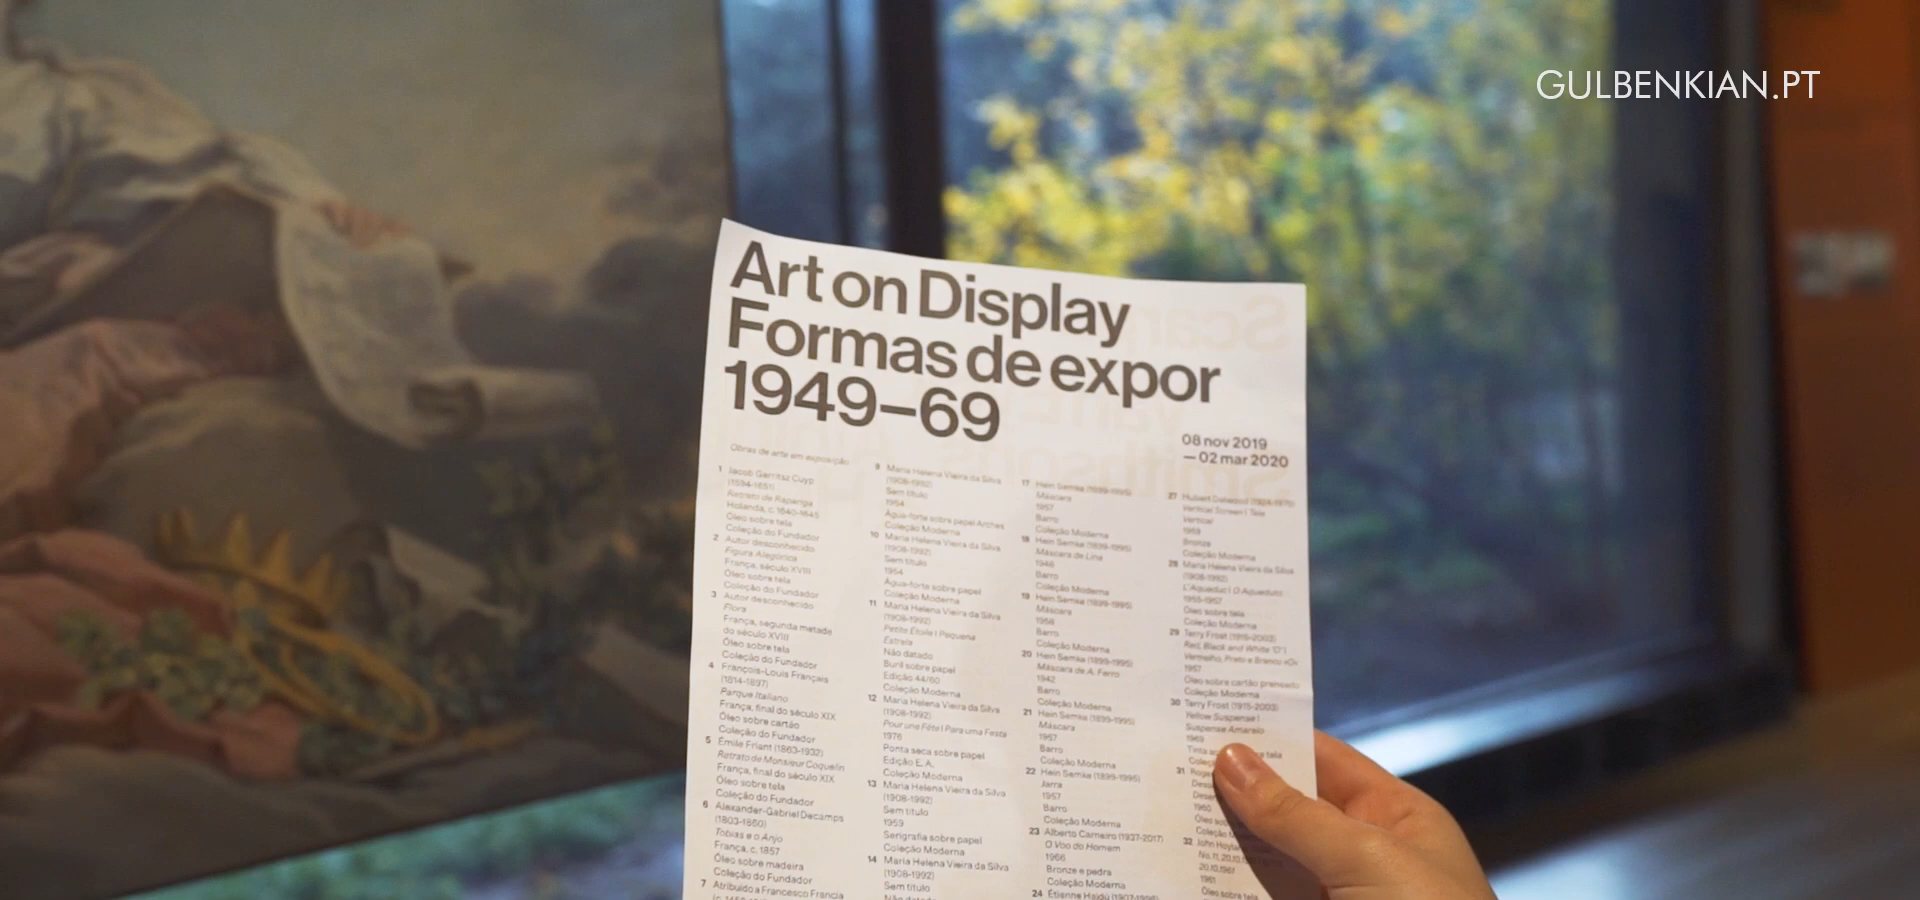 GULBENKIAN.PT
Art on Display
Formas de expor
1949–69
08 nov 2019
— 02 mar 2020
Obras de arte em exposição
1 Jacob Gerritsz Cuyp
(1594-1651)
Retrato de Rapariga
Holanda, c. 1640-1645
Óleo sobre tela
Coleção do Fundador
2 Autor desconhecido
Figura Alegórica
França, século XVIII
Óleo sobre tela
Coleção do Fundador
3 Autor desconhecido
Flora
França, segunda metade
do século XVIII
Óleo sobre tela
Coleção do Fundador
4 François-Louis Français
(1814-1897)
Parque Italiano
França, final do século XIX
Óleo sobre cartão
Coleção do Fundador
5 Émile Friant (1863-1932)
Retrato de Monsieur Coquelin
França, final do século XIX
Óleo sobre tela
Coleção do Fundador
6 Alexander-Gabriel Decamps
(1803-1860)
Tobias e o Anjo
França, c. 1857
Óleo sobre madeira
Coleção do Fundador
7 Atribuído a Francesco Francia
9 Maria Helena Vieira da Silva
(1908-1992)
Sem título
1954
Água-forte sobre papel Arches
Coleção Moderna
10 Maria Helena Vieira da Silva
(1908-1992)
Sem título
1954
Água-forte sobre papel
Coleção Moderna
11 Maria Helena Vieira da Silva
(1908-1992)
Petite Étoile | Pequena
Estrela
Não datado
Buril sobre papel
Edição 44/60
Coleção Moderna
12 Maria Helena Vieira da Silva
(1908-1992)
Pour une Fête | Para uma Festa
1976
Ponta seca sobre papel
Edição E. A.
Coleção Moderna
13 Maria Helena Vieira da Silva
(1908-1992)
Sem título
1959
Serigrafia sobre papel
Coleção Moderna
14 Maria Helena Vieira da Silva
(1908-1992)
Sem título
Não datado
17 Hein Semke (1899-1995)
Máscara
1957
Barro
Coleção Moderna
18 Hein Semke (1899-1995)
Máscara de Lina
1948
Barro
Coleção Moderna
19 Hein Semke (1899-1995)
Máscara
1958
Barro
Coleção Moderna
20 Hein Semke (1899-1995)
Máscara de A. Ferro
1942
Barro
Coleção Moderna
21 Hein Semke (1899-1995)
Máscara
1957
Barro
Coleção Moderna
22 Hein Semke (1899-1995)
Jarra
1957
Barro
Coleção Moderna
23 Alberto Carneiro (1937-2017)
O Voo do Homem
1966
Bronze e pedra
Coleção Moderna
24 Étienne Hajdú (1907-1996)
27 Hubert Dalwood (1924-1976)
Vertical Screen | Tela
Vertical
1959
Bronze
Coleção Moderna
28 Maria Helena Vieira da Silva
(1908-1992)
L'Aqueduc | O Aqueduto
1955-1957
Óleo sobre tela
Coleção Moderna
29 Terry Frost (1915-2003)
Red, Black and White
Vermelho, Preto e Branco
1967
Óleo sobre cartão prensado
Coleção Moderna
30 Terry Frost (1915-2003)
Yellow Suspense |
Suspense Amarelo
1969
Tinta tela
31
1960
Óleo
32 John
20.10.1961
1961
Óleo sobre tela